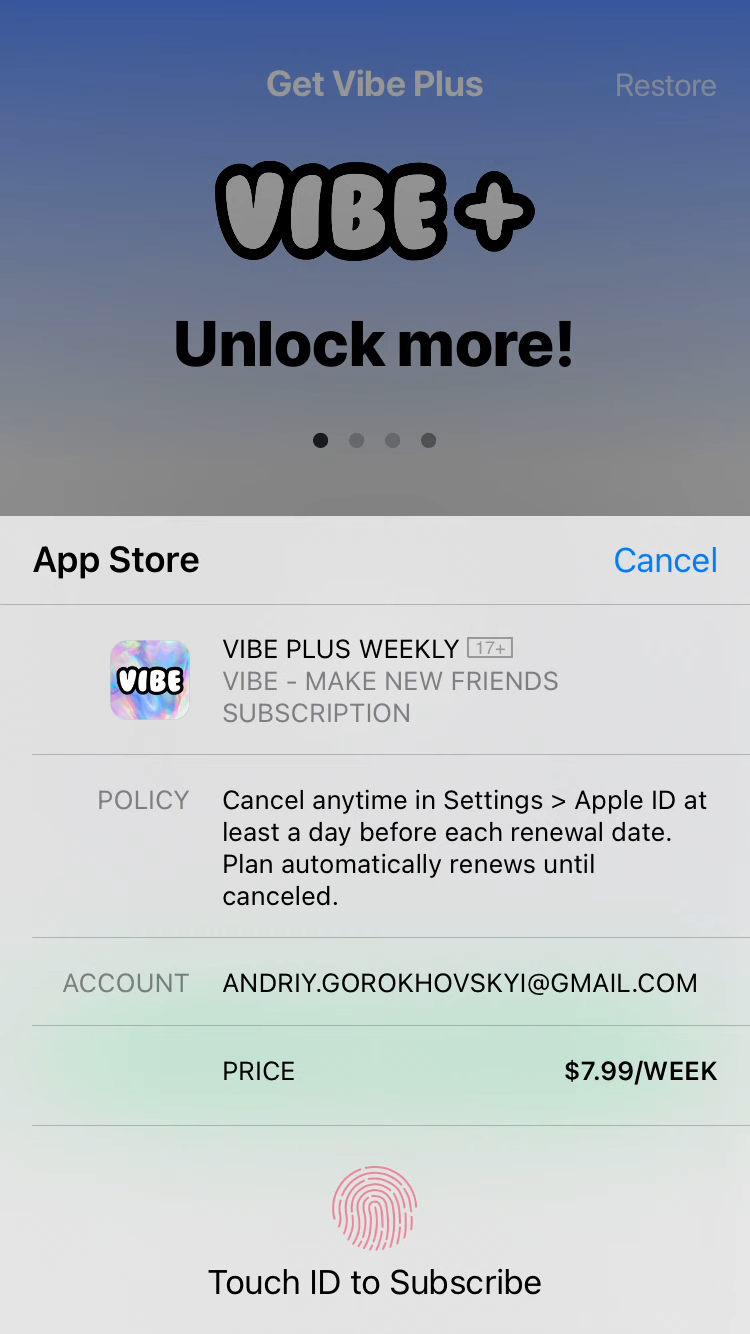 Get Vibe Plus
Restore
VIBE+
Unlock more!
App Store
Cancel
VIBE
VIBE PLUS WEEKLY 17+
VIBE - MAKE NEW FRIENDS
SUBSCRIPTION
POLICY
Cancel anytime in Settings > Apple ID at
least a day before each renewal date.
Plan automatically renews until
canceled.
ACCOUNT
ANDRIY.GOROKHOVSKYI@GMAIL.COM
PRICE
$7.99/WEEK
Touch ID to Subscribe